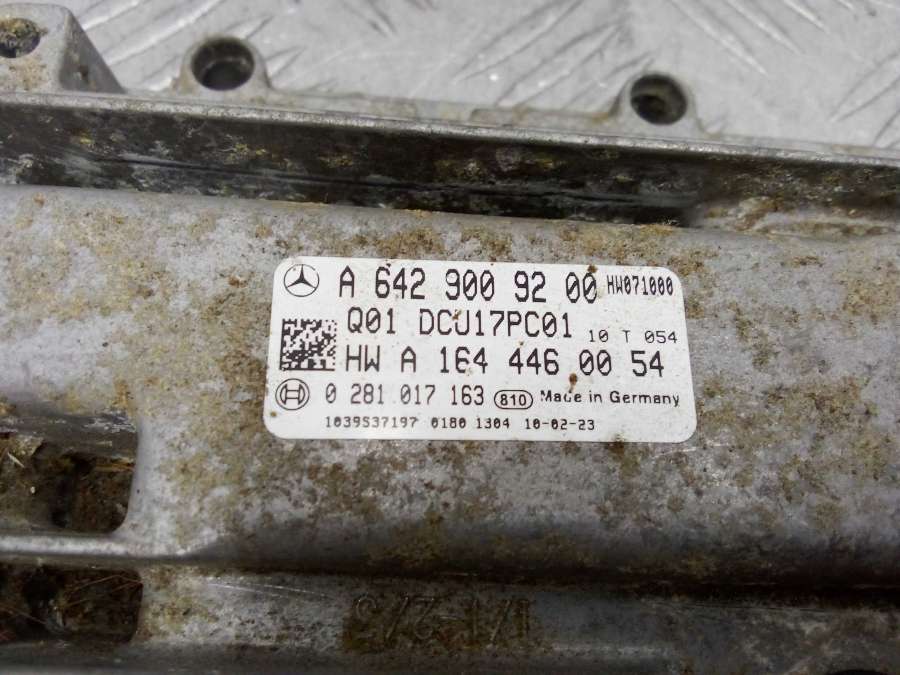 A 642 900 92 00 HW071000
Q01 DCU17PC01 10 T 054
HW A 164 446 00 54
0 281 017 163 810 Made in Germany
1039S37197 0180 1304 10-02-23